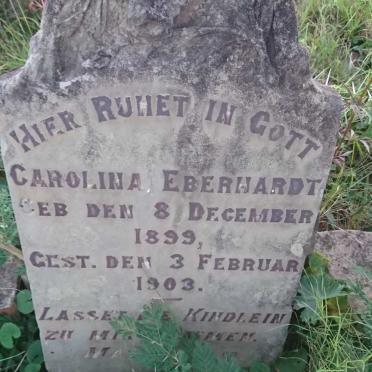 HIER RUHET IN GOTT
CAROLINA EBERHARDT
GEB DEN 8 DECEMBER
1899,
GEST. DEN 3 FEBRUAR
1903.
LASSET DIE KINDLEIN
ZU MIR KOMMEN